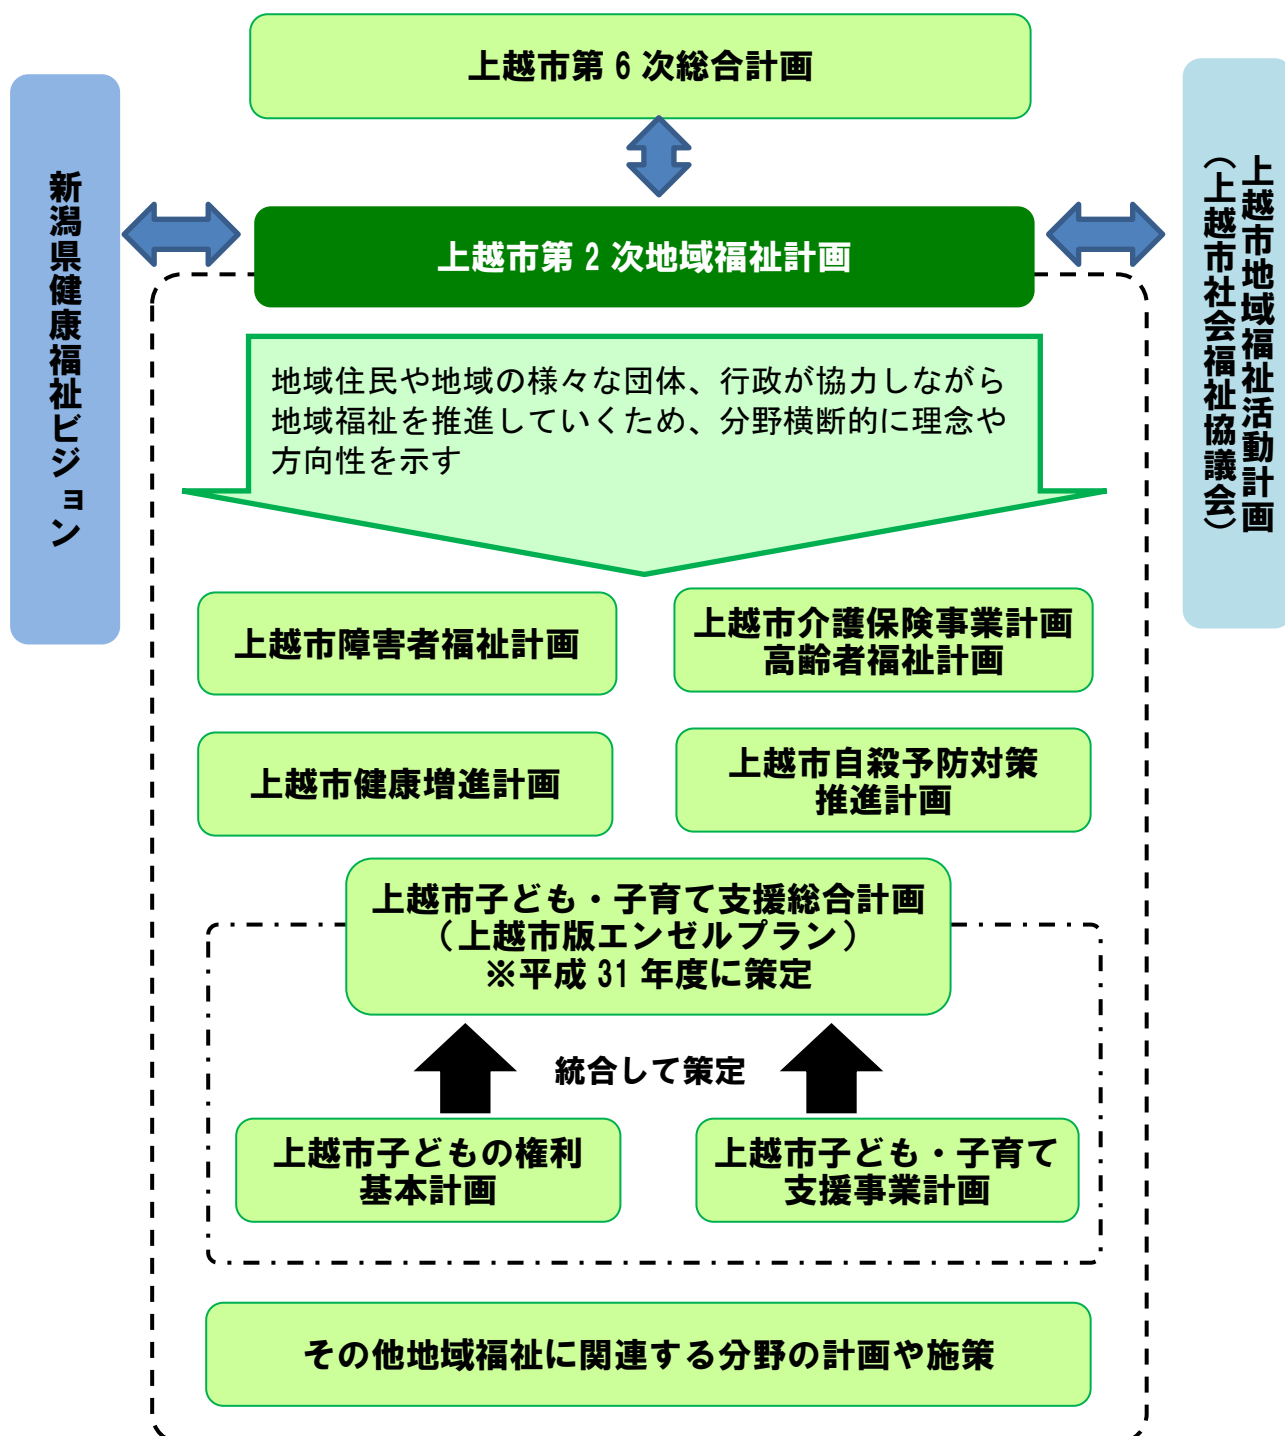 上越市第 6 次総合計画
新潟県健康福祉ビジョン
上越市地域福祉活動計画
（上越市社会福祉協議会）
上越市第 2 次地域福祉計画
地域住民や地域の様々な団体、行政が協力しながら
地域福祉を推進していくため、分野横断的に理念や
方向性を示す
上越市障害者福祉計画
上越市介護保険事業計画
高齢者福祉計画
上越市健康増進計画
上越市自殺予防対策
推進計画
上越市子ども・子育て支援総合計画
（上越市版エンゼルプラン）
※平成 31 年度に策定
統合して策定
上越市子どもの権利
基本計画
上越市子ども・子育て
支援事業計画
その他地域福祉に関連する分野の計画や施策